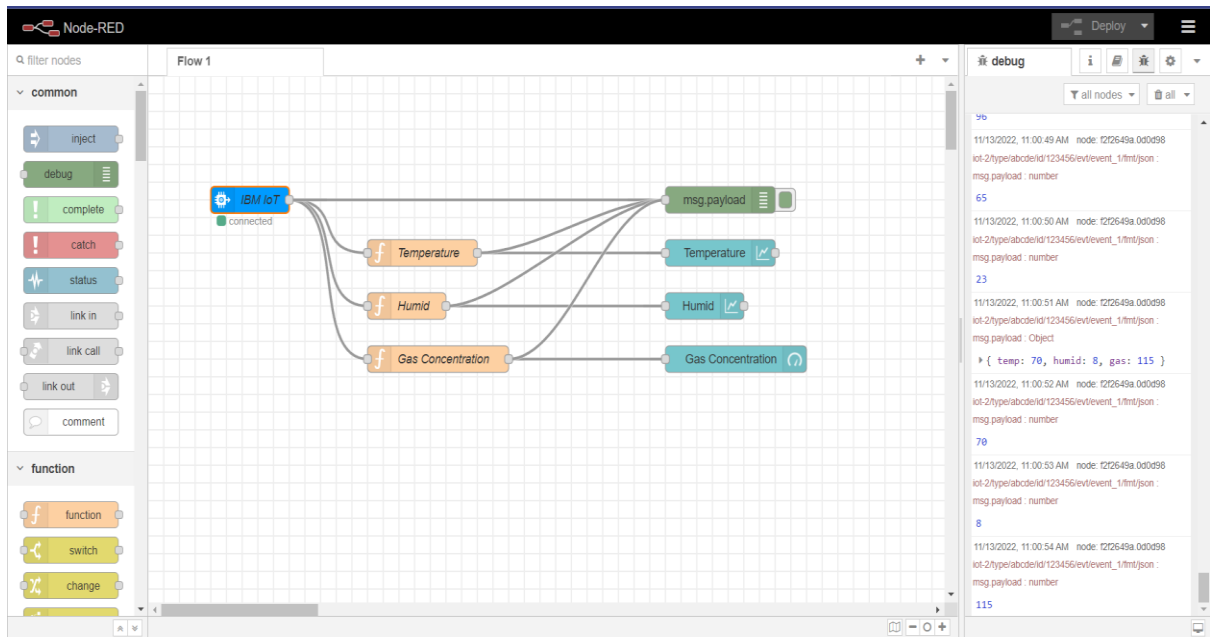 Node-RED
Deploy
filter nodes
common
inject
debug
complete
catch
status
link in
link call
link out
comment
function
function
switch
change
Flow 1
IBM IoT
connected
msg.payload
Temperature
Temperature
Humid
Humid
Gas Concentration
Gas Concentration
debug
i
all nodes
all
96
11/13/2022, 11:00:49 AM node: f2f2649a.0d0d98
iot-2/type/abcde/id/123456/evt/event_1/fmt/json :
msg.payload : number
65
11/13/2022, 11:00:50 AM node: f2f2649a.0d0d98
iot-2/type/abcde/id/123456/evt/event_1/fmt/json :
msg.payload : number
23
11/13/2022, 11:00:51 AM node: f2f2649a.0d0d98
iot-2/type/abcde/id/123456/evt/event_1/fmt/json :
msg.payload : Object
{ temp: 70, humid: 8, gas: 115 }
11/13/2022, 11:00:52 AM node: f2f2649a.0d0d98
iot-2/type/abcde/id/123456/evt/event_1/fmt/json :
msg.payload : number
70
11/13/2022, 11:00:53 AM node: f2f2649a.0d0d98
iot-2/type/abcde/id/123456/evt/event_1/fmt/json :
msg.payload : number
8
11/13/2022, 11:00:54 AM node: f2f2649a.0d0d98
iot-2/type/abcde/id/123456/evt/event_1/fmt/json :
msg.payload : number
115